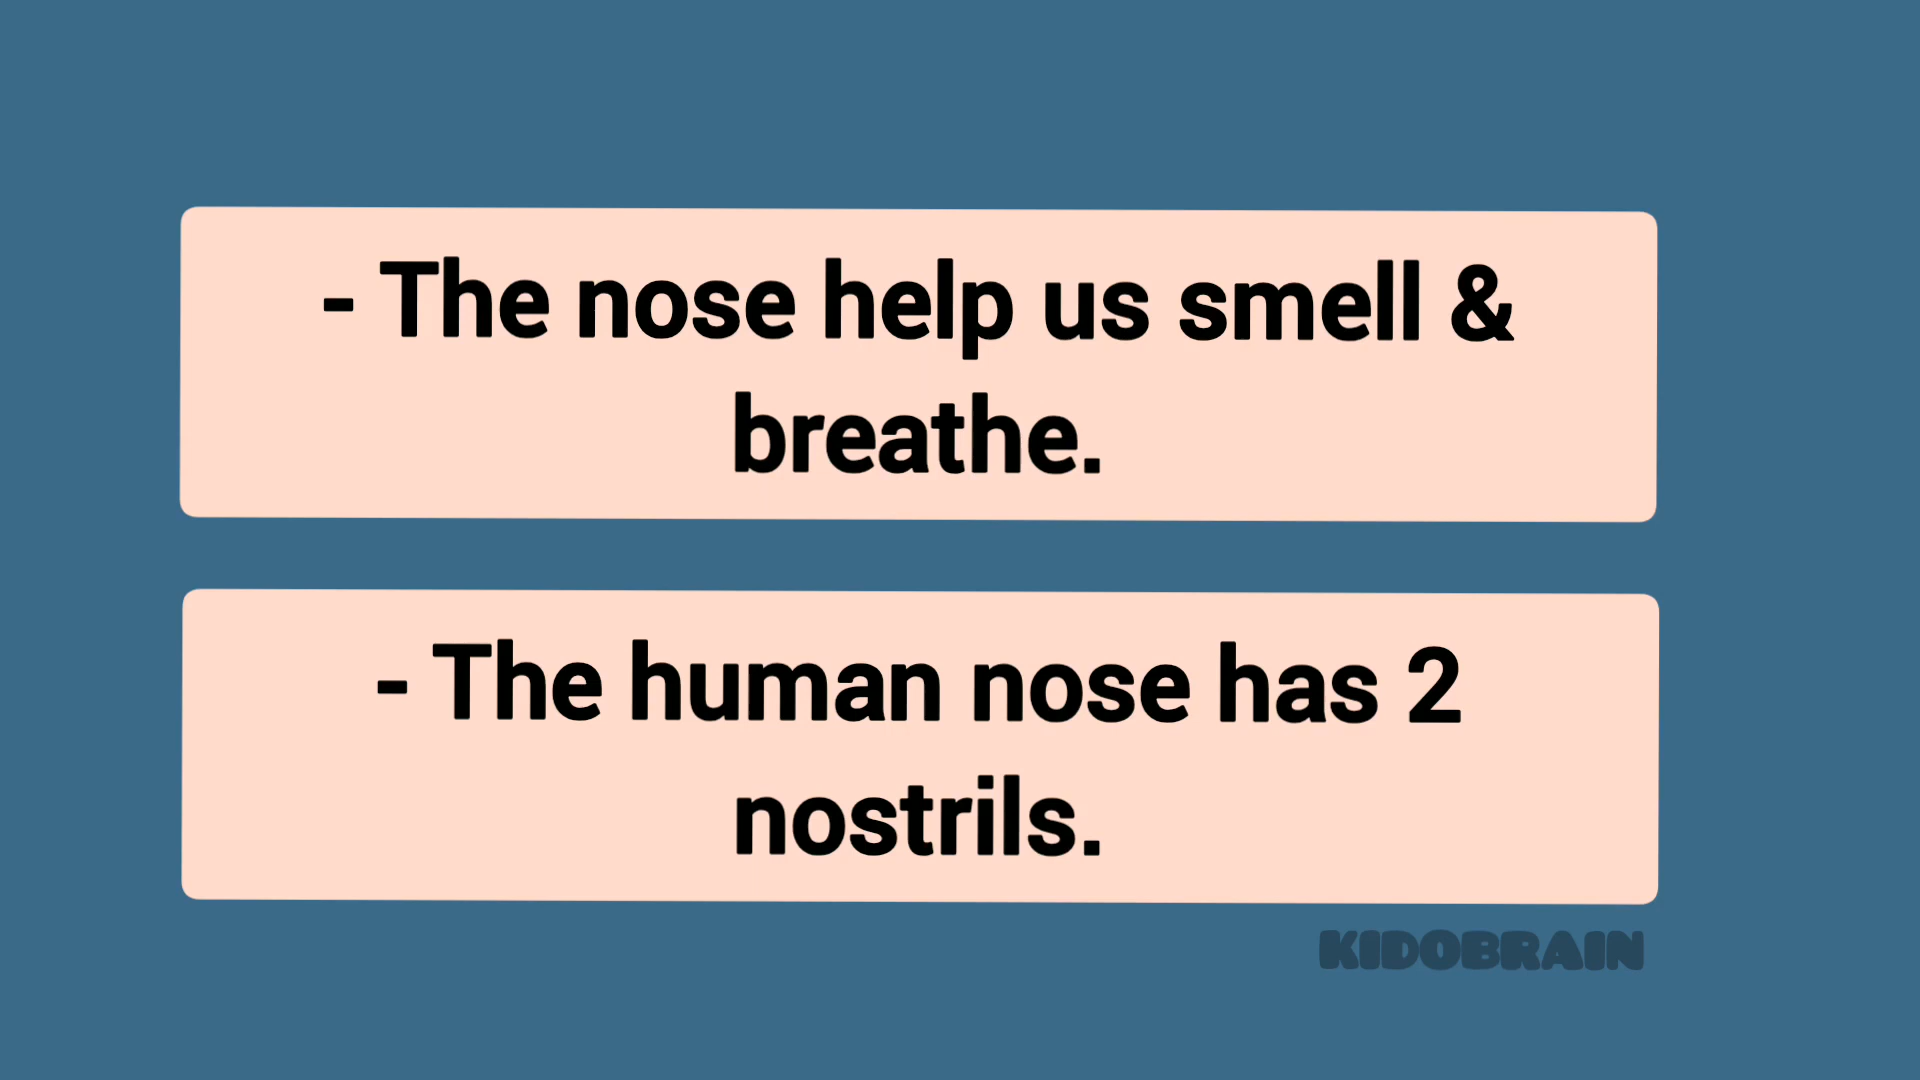 - The nose help us smell &
breathe.
- The human nose has 2
nostrils.
KIDOBRAIN